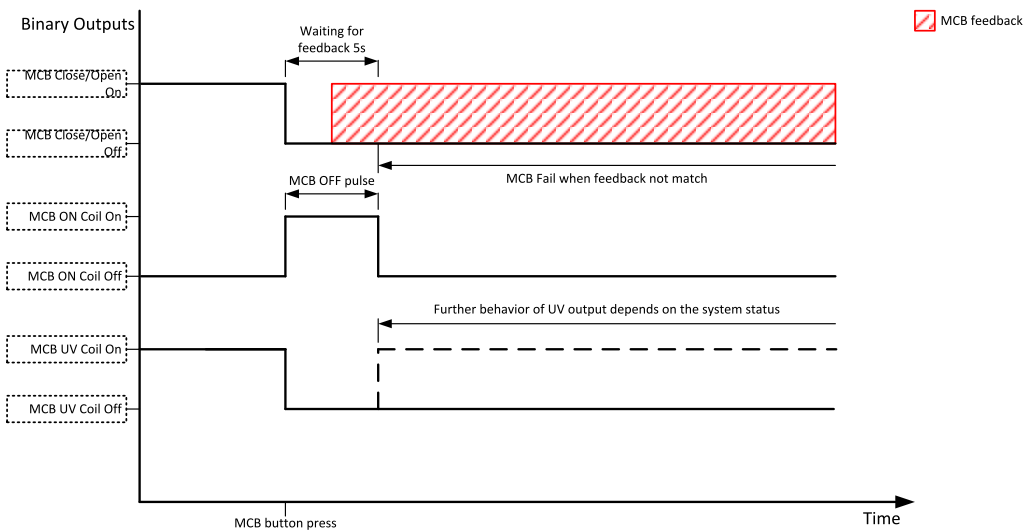 Binary Outputs
MCB feedback
Waiting for
feedback 5s
MCB Close/Open
On
MCB Close/Open
Off
MCB Fail when feedback not match
MCB OFF pulse
MCB ON Coil On
MCB ON Coil Off
Further behavior of UV output depends on the system status
MCB UV Coil On
MCB UV Coil Off
MCB button press
Time